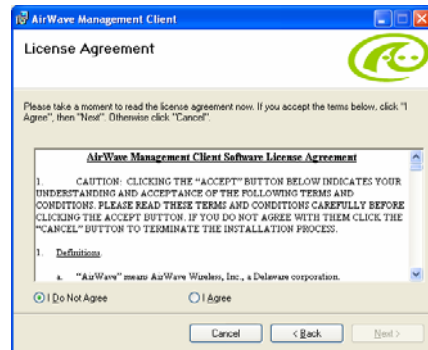 AirWave Management Client
License Agreement
Please take a moment to read the license agreement now. If you accept the terms below, click "I
Agree", then "Next". Otherwise click "Cancel".
AirWave Management Client Software License Agreement
1. CAUTION: CLICKING THE “ACCEPT” BUTTON BELOW INDICATES YOUR
UNDERSTANDING AND ACCEPTANCE OF THE FOLLOWING TERMS AND
CONDITIONS. PLEASE READ THESE TERMS AND CONDITIONS CAREFULLY BEFORE
CLICKING THE ACCEPT BUTTON. IF YOU DO NOT AGREE WITH THEM CLICK THE
“CANCEL” BUTTON TO TERMINATE THE INSTALLATION PROCESS.
1. Definitions.
a. “AirWave” means AirWave Wireless, Inc., a Delaware corporation.
I Do Not Agree I Agree
Cancel < Back Next >